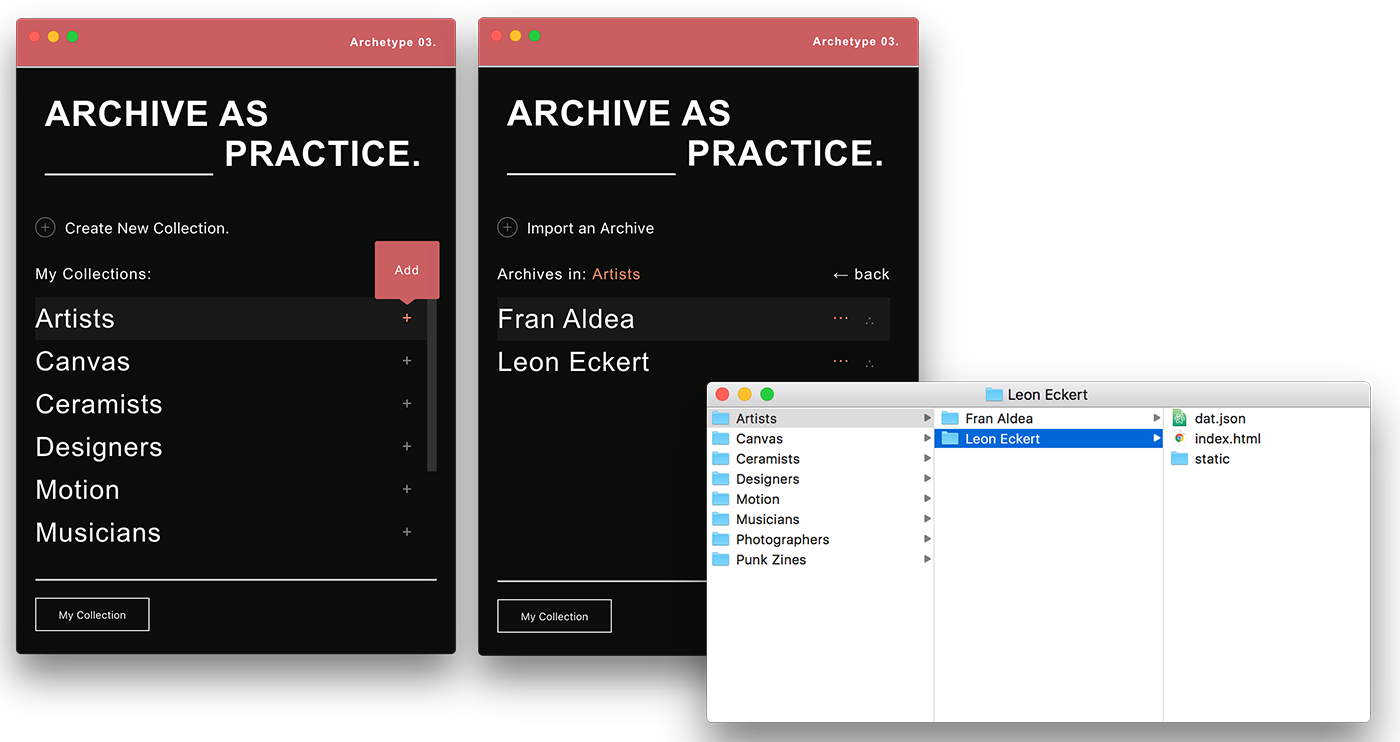 Archetype 03.
ARCHIVE AS
PRACTICE.
Create New Collection.
My Collections:
Add
Artists +
Canvas +
Ceramists +
Designers +
Motion +
Musicians +
My Collection
Archetype 03.
ARCHIVE AS
PRACTICE.
Import an Archive
Archives in: Artists ← back
Fran Aldea ... ∴
Leon Eckert ... ∴
My Collection
Leon Eckert
Artists
Canvas
Ceramists
Designers
Motion
Musicians
Photographers
Punk Zines
Fran Aldea
Leon Eckert
dat.json
index.html
static